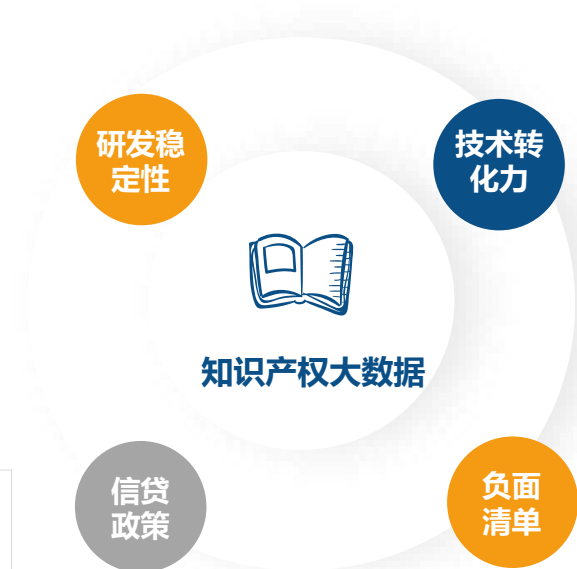 研发稳
定性
技术转
化力
知识产权大数据
信贷
政策
负面
清单